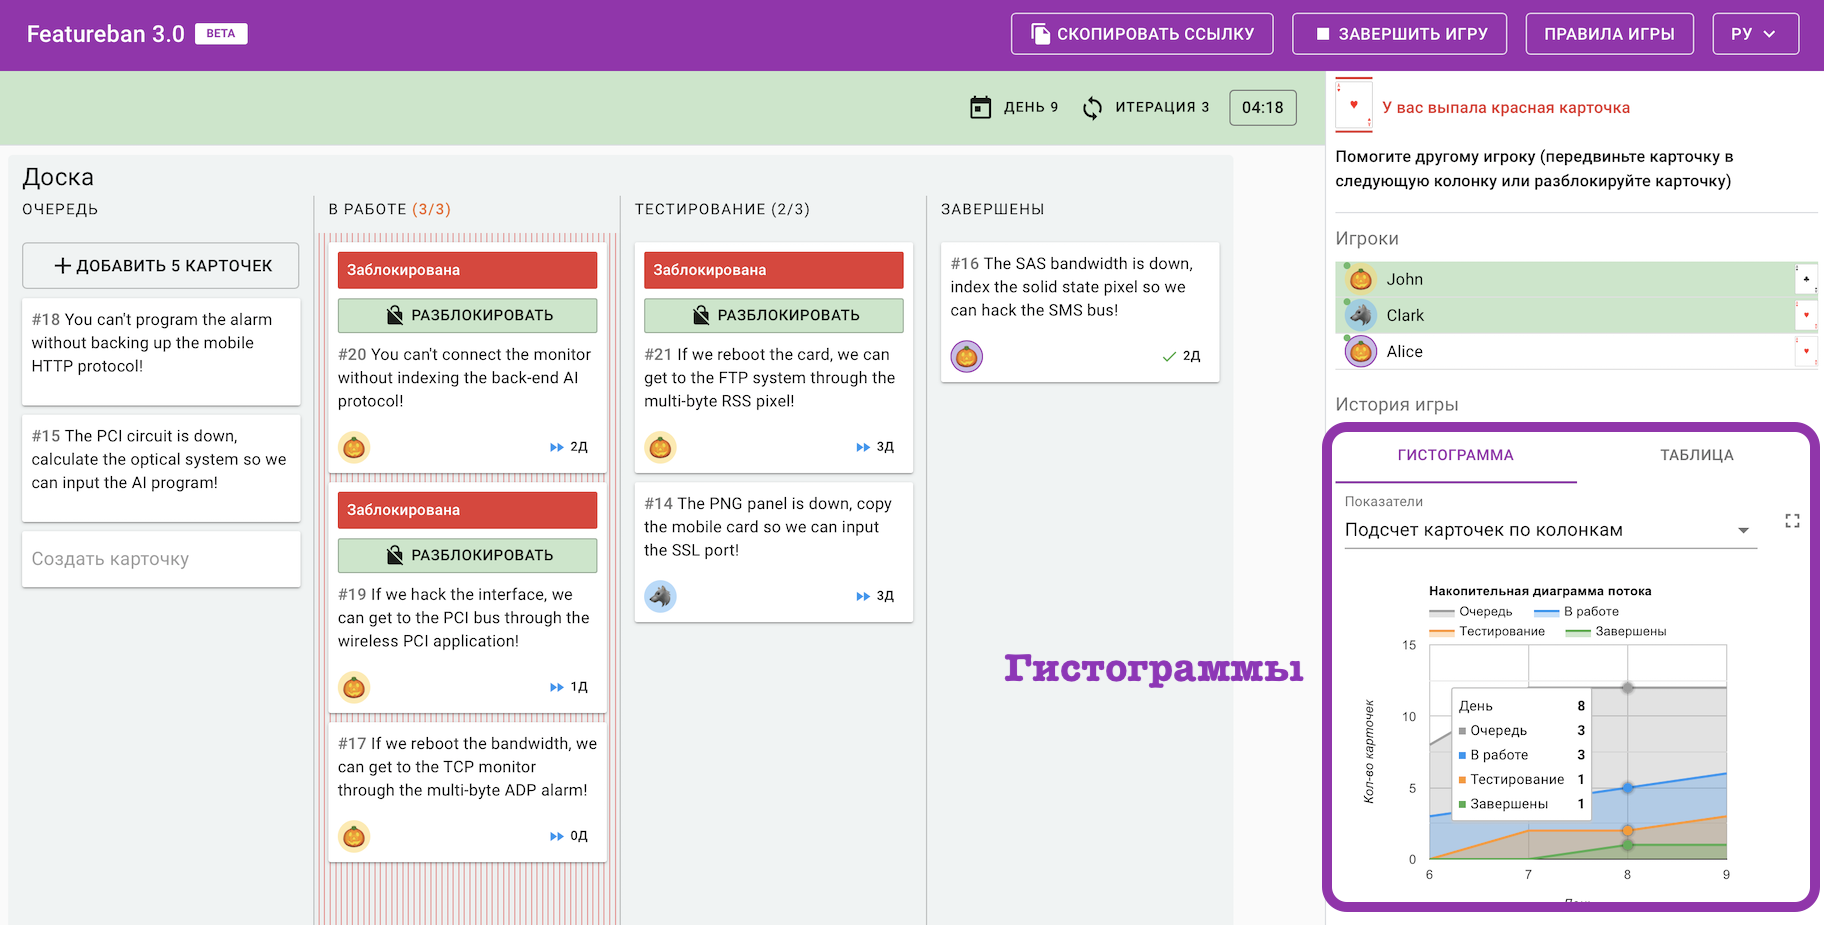 Featureban 3.0 BETA
СКОПИРОВАТЬ ССЫЛКУ
ЗАВЕРШИТЬ ИГРУ
ПРАВИЛА ИГРЫ
РУ
ДЕНЬ 9
ИТЕРАЦИЯ 3
04:18
Доска
ОЧЕРЕДЬ
ДОБАВИТЬ 5 КАРТОЧЕК
#18 You can't program the alarm
without backing up the mobile
HTTP protocol!
#15 The PCI circuit is down,
calculate the optical system so we
can input the AI program!
Создать карточку
В РАБОТЕ (3/3)
Заблокирована
РАЗБЛОКИРОВАТЬ
#20 You can't connect the monitor
without indexing the back-end AI
protocol!
2Д
Заблокирована
РАЗБЛОКИРОВАТЬ
#19 If we hack the interface, we
can get to the PCI bus through the
wireless PCI application!
1Д
#17 If we reboot the bandwidth, we
can get to the TCP monitor
through the multi-byte ADP alarm!
0Д
ТЕСТИРОВАНИЕ (2/3)
Заблокирована
РАЗБЛОКИРОВАТЬ
#21 If we reboot the card, we can
get to the FTP system through the
multi-byte RSS pixel!
3Д
#14 The PNG panel is down, copy
the mobile card so we can input
the SSL port!
3Д
ЗАВЕРШЕНЫ
#16 The SAS bandwidth is down,
index the solid state pixel so we
can hack the SMS bus!
2Д
Гистограммы
У вас выпала красная карточка
Помогите другому игроку (передвиньте карточку в
следующую колонку или разблокируйте карточку)
Игроки
John
Clark
Alice
История игры
ГИСТОГРАММА
ТАБЛИЦА
Показатели
Подсчет карточек по колонкам
Накопительная диаграмма потока
Очередь
В работе
Тестирование
Завершены
Кол-во карточек
15
10
5
0
День 8
Очередь 3
В работе 3
Тестирование 1
Завершены 1
6 7 8 9